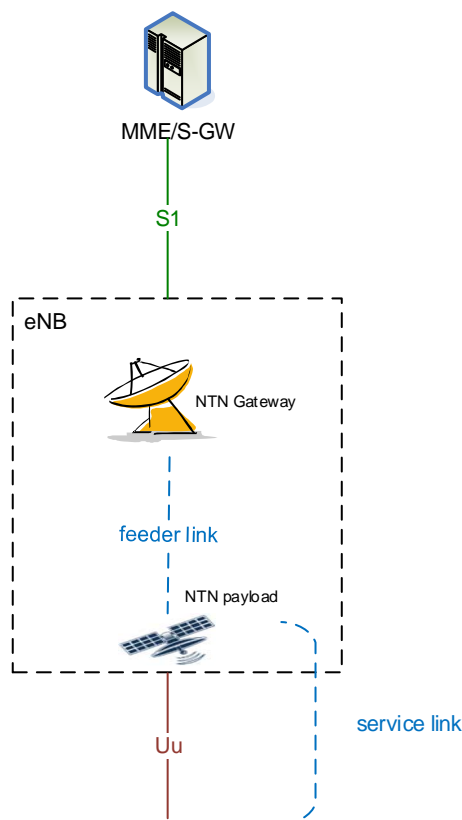 MME/S-GW
S1
eNB
NTN Gateway
feeder link
NTN payload
service link
Uu